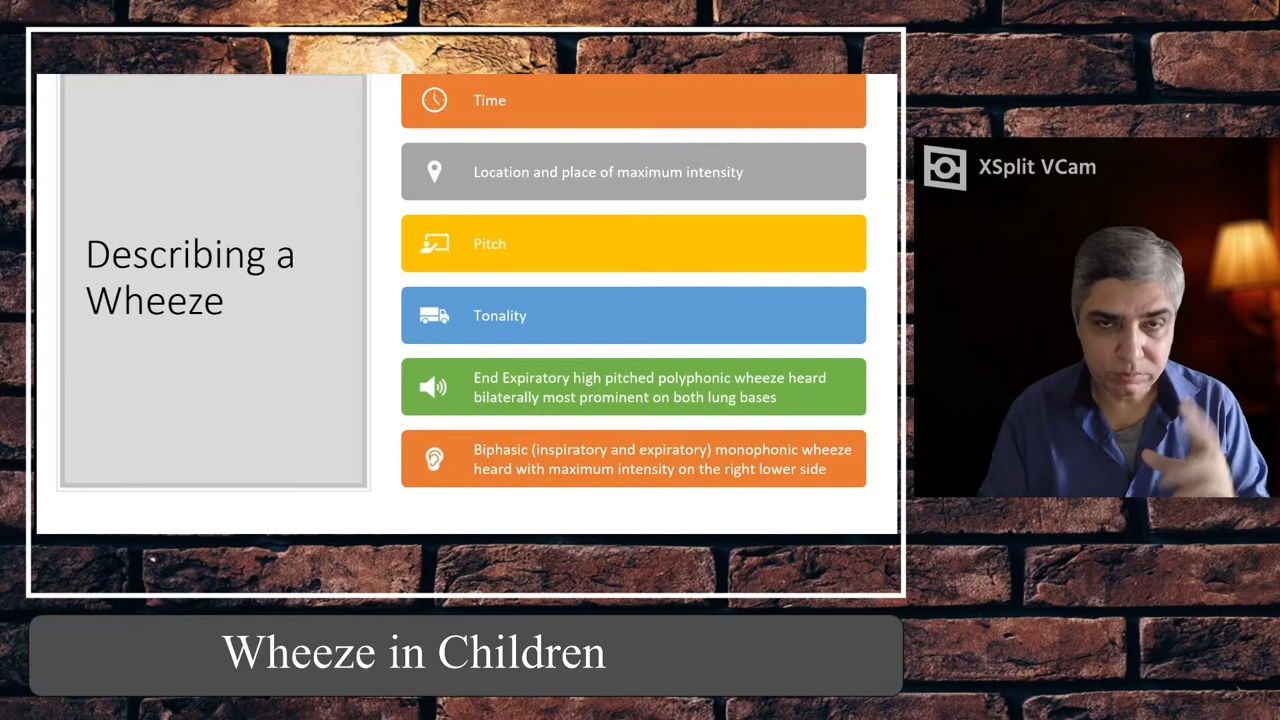 Describing a
Wheeze
Time
Location and place of maximum intensity
Pitch
Tonality
End Expiratory high pitched polyphonic wheeze heard
bilaterally most prominent on both lung bases
Biphasic (inspiratory and expiratory) monophonic wheeze
heard with maximum intensity on the right lower side
XSplit VCam
Wheeze in Children